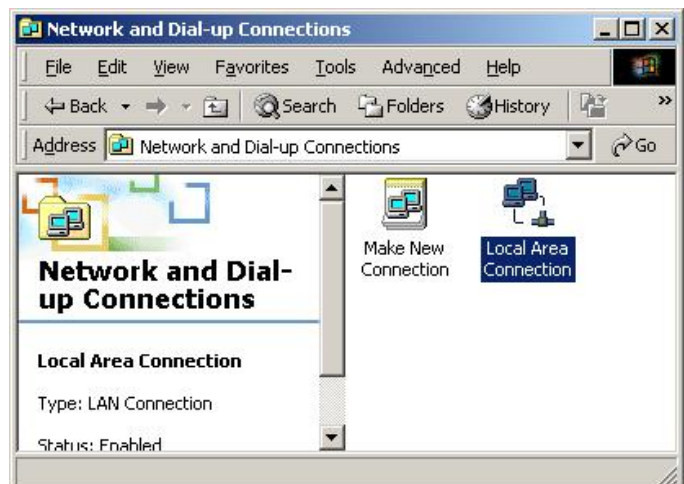 Network and Dial-up Connections
File Edit View Favorites Tools Advanced Help
Back Search Folders History »
Address Network and Dial-up Connections Go
Network and Dial-
up Connections
Local Area Connection
Type: LAN Connection
Status: Enabled
Make New
Connection
Local Area
Connection